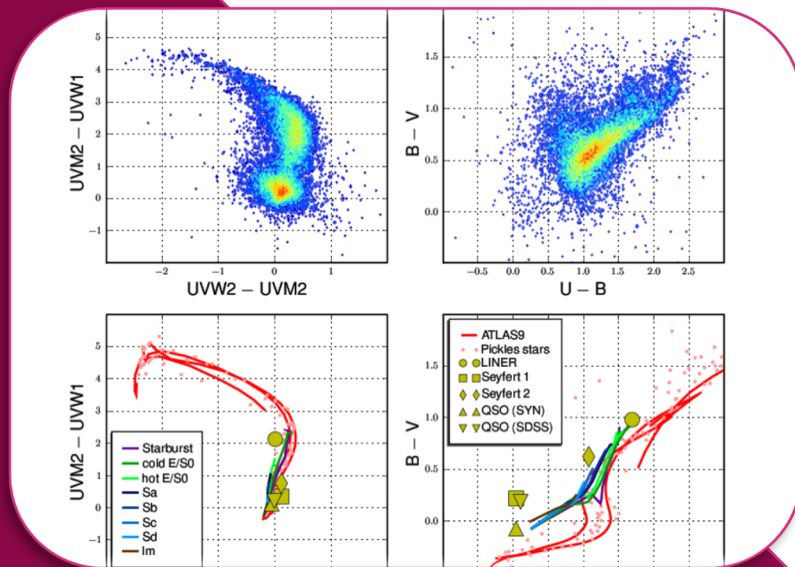 5
4
3
2
1
0
−1
UVM2 − UVW1
−2
−1
0
1
UVW2 − UVM2
1.5
1.0
0.5
0.0
B − V
−0.5
0.0
0.5
1.0
1.5
2.0
2.5
U − B
5
4
3
2
1
0
−1
UVM2 − UVW1
Starburst
cold E/S0
hot E/S0
Sa
Sb
Sc
Sd
Im
1.5
1.0
0.5
0.0
B − V
ATLAS9
Pickles stars
LINER
Seyfert 1
Seyfert 2
QSO (SYN)
QSO (SDSS)